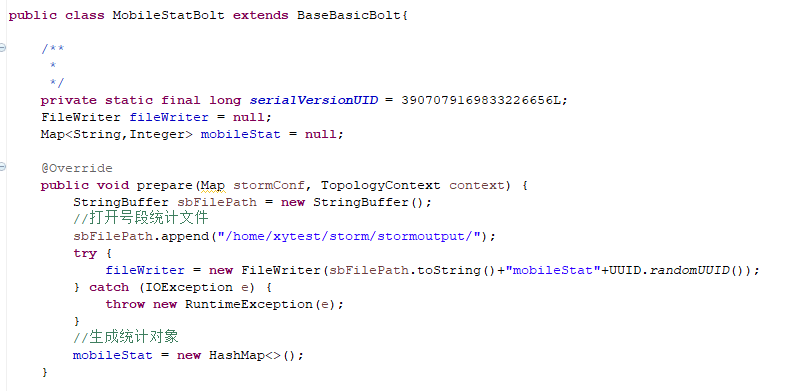 public class MobileStatBolt extends BaseBasicBolt{
/**
*
*/
private static final long serialVersionUID = 3907079169833226656L;
FileWriter fileWriter = null;
Map<String,Integer> mobileStat = null;
@Override
public void prepare(Map stormConf, TopologyContext context) {
StringBuffer sbFilePath = new StringBuffer();
//打开号段统计文件
sbFilePath.append("/home/xytest/storm/stormoutput/");
try {
fileWriter = new FileWriter(sbFilePath.toString()+"mobileStat"+UUID.randomUUID());
} catch (IOException e) {
throw new RuntimeException(e);
}
//生成统计对象
mobileStat = new HashMap<>();
}